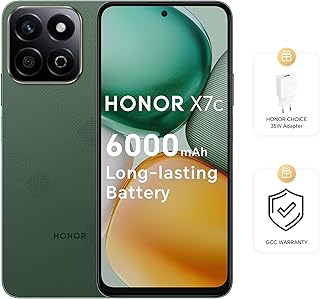 HONOR X7c
6000mAh
Long-lasting
Battery
HONOR
HONOR CHOICE
35W Adapter
GCC WARRANTY